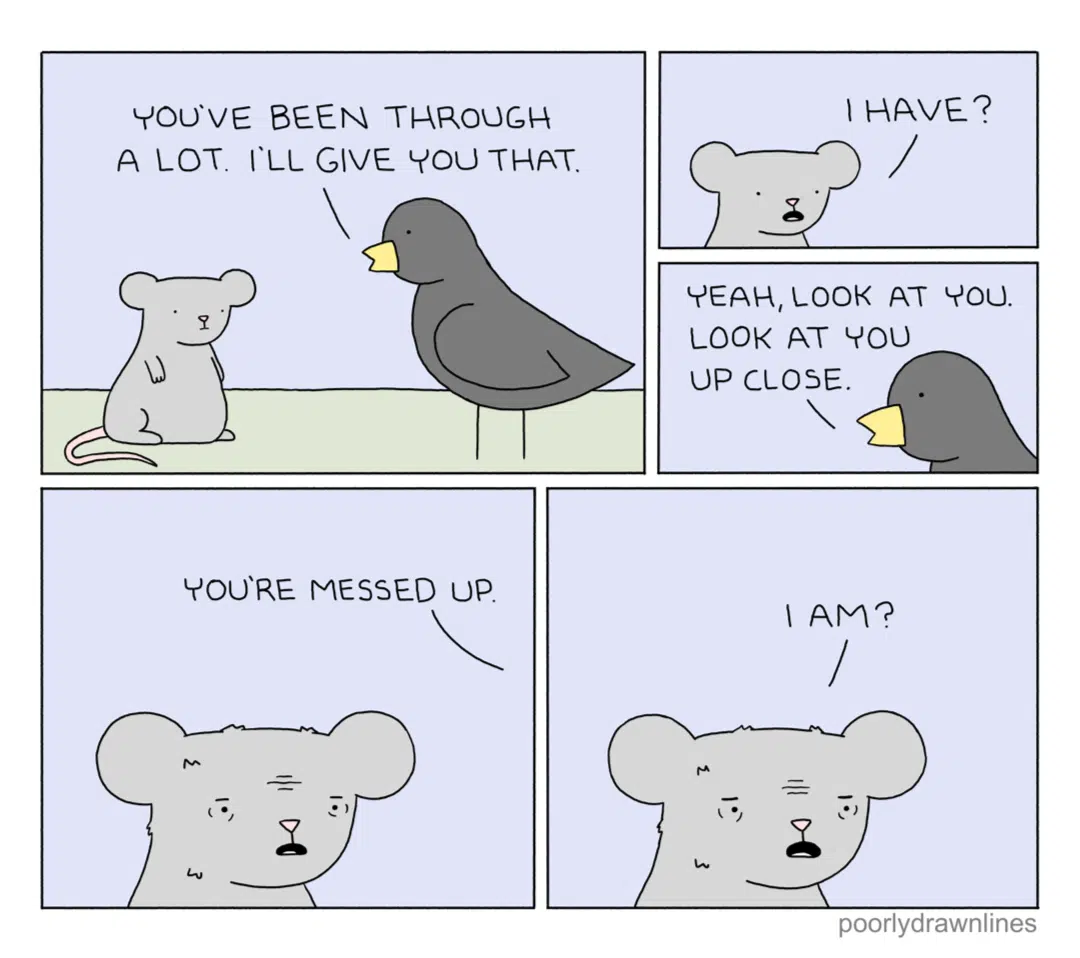 YOU'VE BEEN THROUGH
A LOT. I'LL GIVE YOU THAT.
I HAVE?
YEAH, LOOK AT YOU.
LOOK AT YOU
UP CLOSE.
YOU'RE MESSED UP.
I AM?
poorlydrawnlines